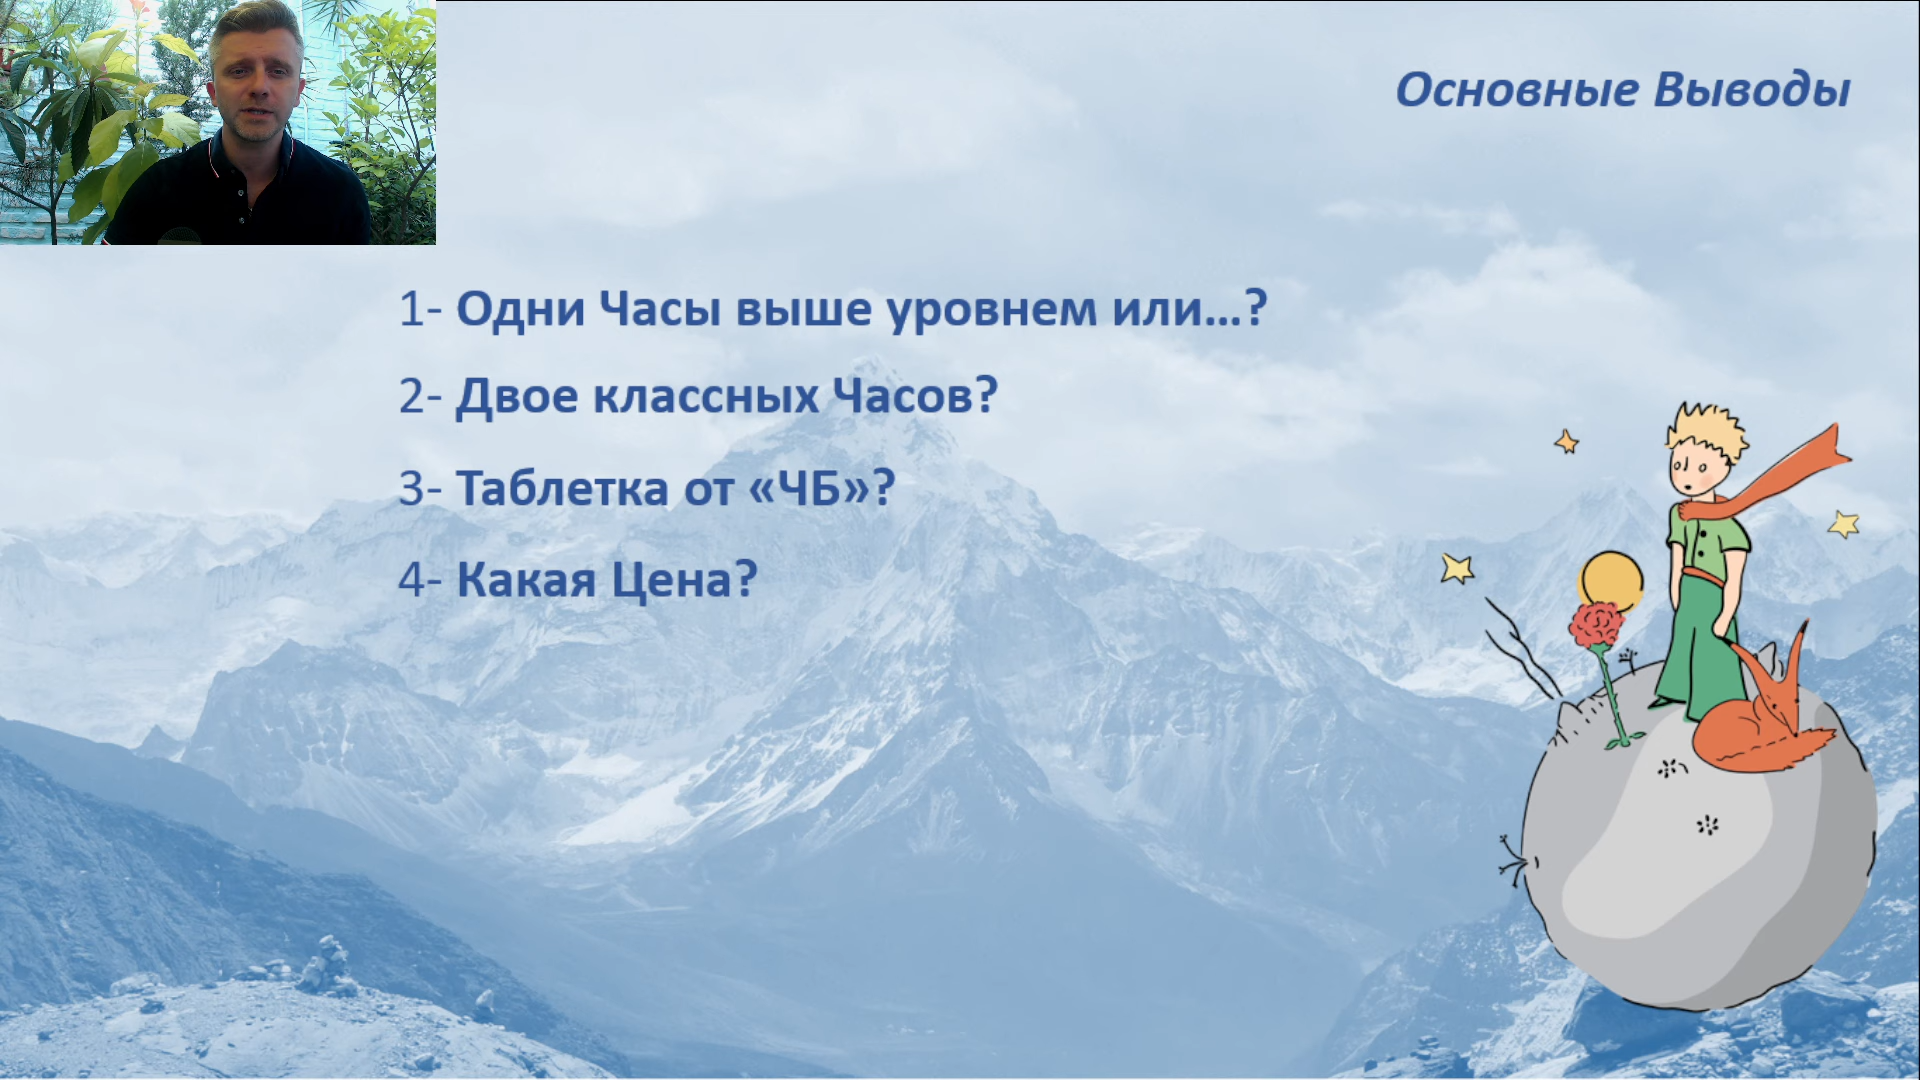 Основные Выводы
1- Одни Часы выше уровнем или...?
2- Двое классных Часов?
3- Таблетка от «ЧБ»?
4- Какая Цена?